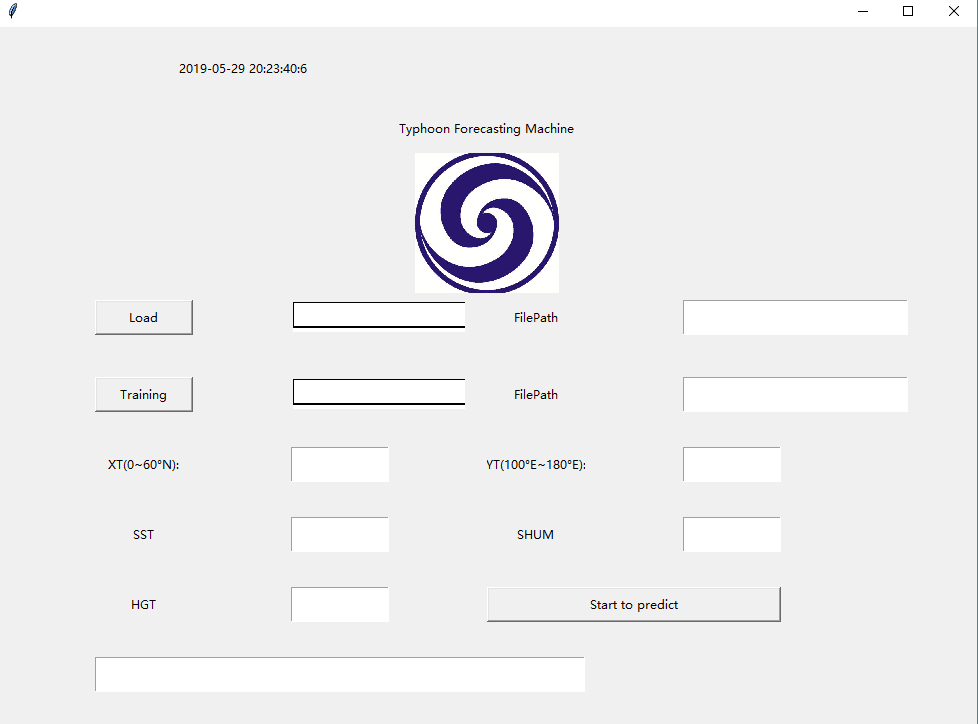 2019-05-29 20:23:40:6
Typhoon Forecasting Machine
Load
FilePath
Training
FilePath
XT(0~60°N):
YT(100°E~180°E):
SST
SHUM
HGT
Start to predict